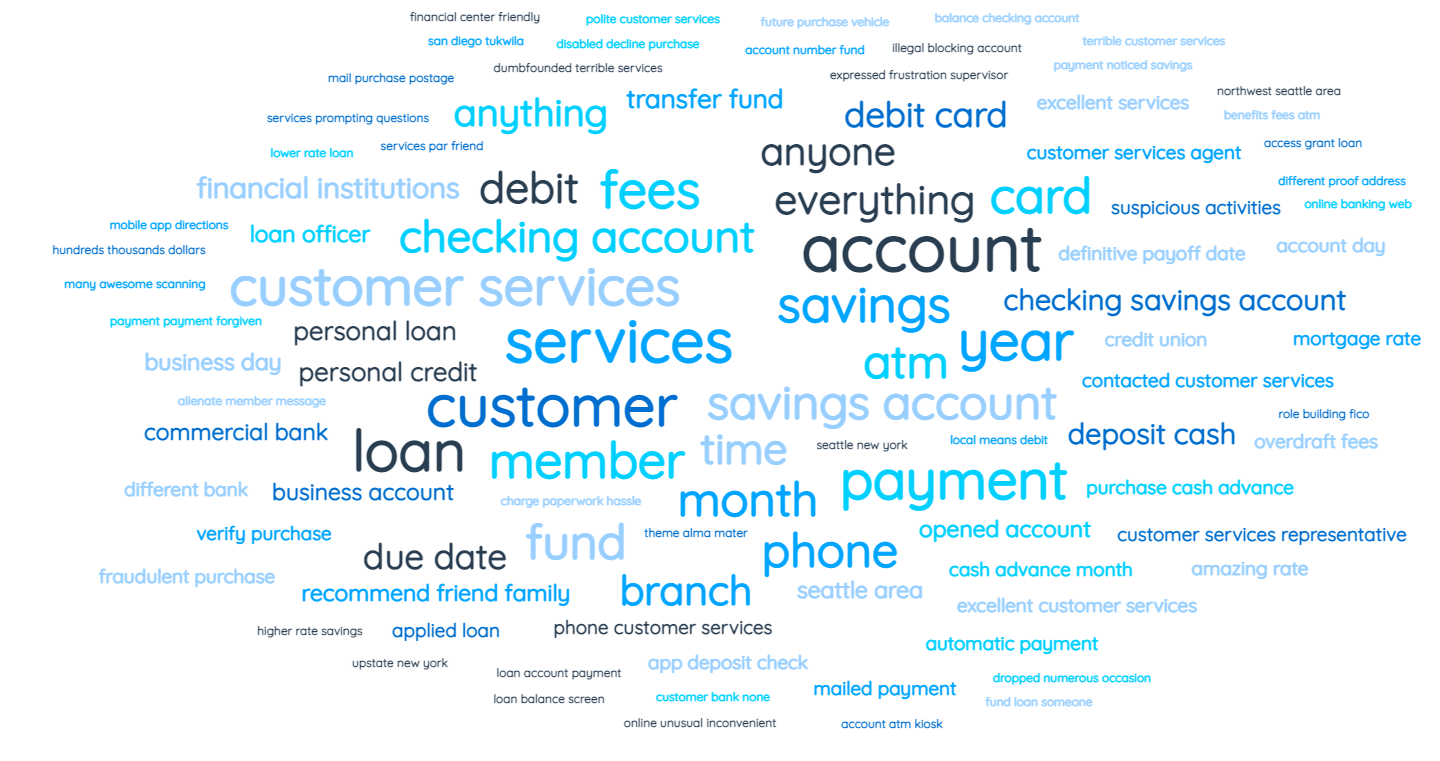 financial center friendly
polite customer services
future purchase vehicle
balance checking account
san diego tukwila
disabled decline purchase
account number fund
illegal blocking account
terrible customer services
mail purchase postage
dumbfounded terrible services
expressed frustration supervisor
payment noticed savings
services prompting questions
anything
transfer fund
debit card
excellent services
northwest seattle area
benefits fees atm
lower rate loan
services par friend
anyone
customer services agent
access grant loan
financial institutions
debit
fees
everything
card
suspicious activities
different proof address
online banking web
mobile app directions
loan officer
checking account
account
definitive payoff date
account day
hundreds thousands dollars
many awesome scanning
customer services
savings
checking savings account
payment payment forgiven
personal loan
services
year
credit union
mortgage rate
business day
personal credit
atm
contacted customer services
alienate member message
customer
savings account
role building fico
commercial bank
loan
member
time
seattle new york
local means debit
deposit cash
overdraft fees
different bank
business account
charge paperwork hassle
month
payment
purchase cash advance
verify purchase
due date
fund
theme alma mater
phone
opened account
customer services representative
fraudulent purchase
recommend friend family
branch
seattle area
cash advance month
amazing rate
excellent customer services
higher rate savings
applied loan
phone customer services
automatic payment
upstate new york
loan account payment
app deposit check
mailed payment
dropped numerous occasion
loan balance screen
customer bank none
fund loan someone
online unusual inconvenient
account atm kiosk